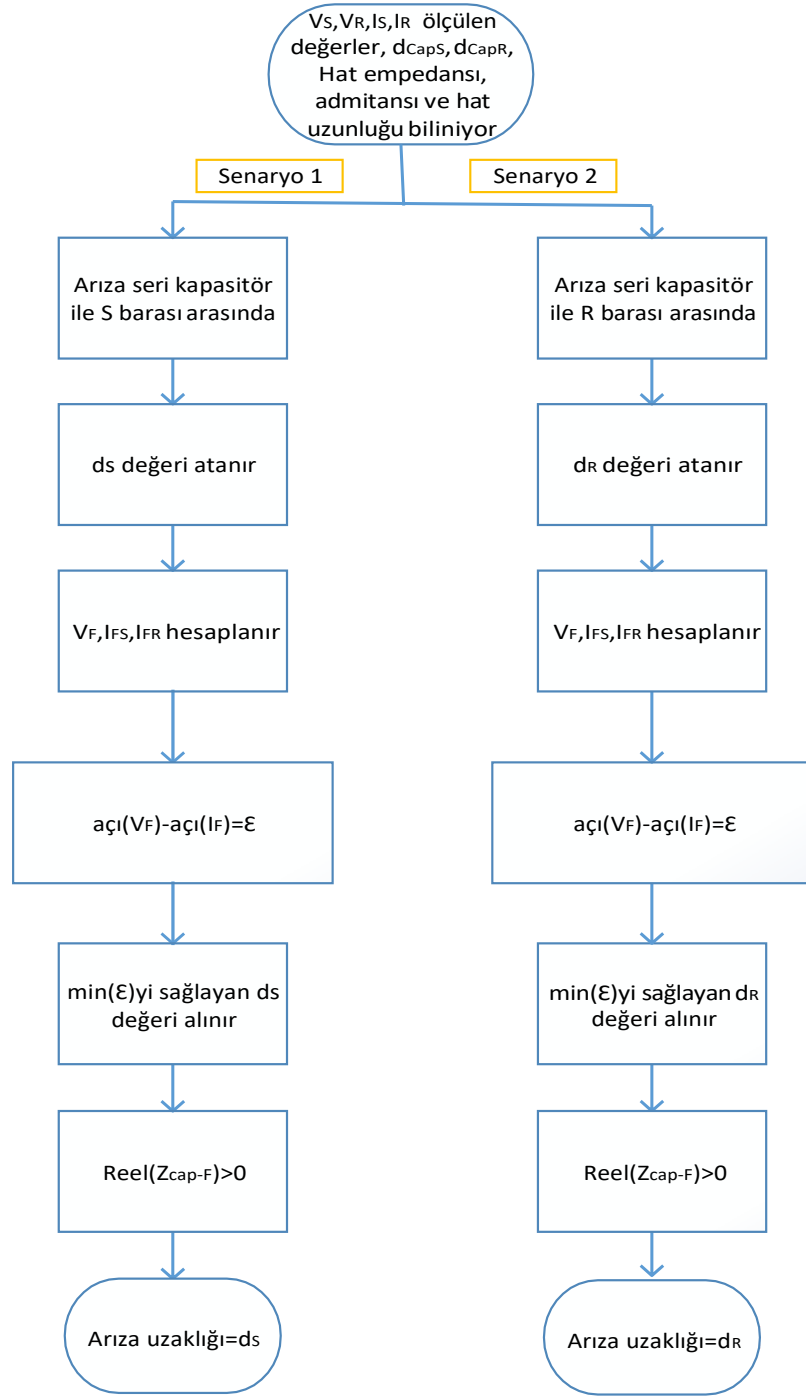 VS,VR,IS,IR ölçülen
değerler, dCapS,dCapR,
Hat empedansı,
admitansı ve hat
uzunluğu biliniyor
Senaryo 1
Senaryo 2
Arıza seri kapasitör
ile S barası arasında
Arıza seri kapasitör
ile R barası arasında
dS değeri atanır
dR değeri atanır
VF,IFS,IFR hesaplanır
VF,IFS,IFR hesaplanır
açı(VF)-açı(IF)=Ɛ
açı(VF)-açı(IF)=Ɛ
min(Ɛ)yi sağlayan ds
değeri alınır
min(Ɛ)yi sağlayan dR
değeri alınır
Reel(Zcap-F)>0
Reel(Zcap-F)>0
Arıza uzaklığı=dS
Arıza uzaklığı=dR